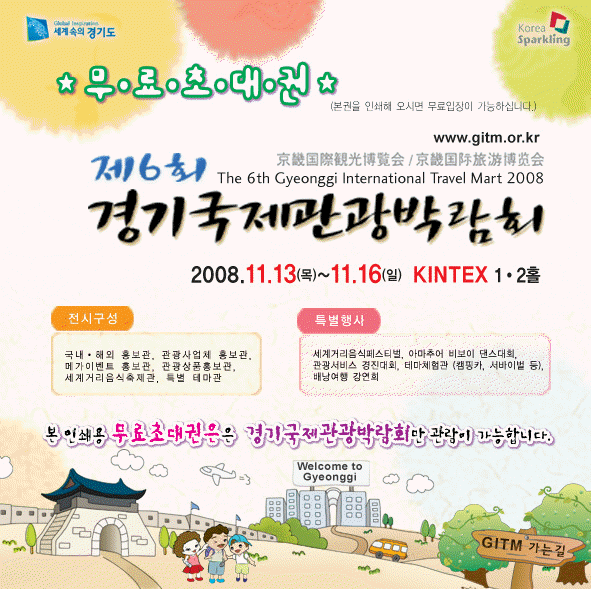 Global Inspiration
세계속의 경기도
Korea
Sparkling
무·료·초·대·권
(본권을 인쇄해 오시면 무료입장이 가능하십니다.)
www.gitm.or.kr
京畿国際観光博覧会 / 京畿国际旅游博览会
제6회
The 6th Gyeonggi International Travel Mart 2008
경기국제관광박람회
2008.11.13(목)~11.16(일) KINTEX 1·2홀
전시구성
국내·해외 홍보관, 관광사업체 홍보관,
메가이벤트 홍보관, 관광상품홍보관,
세계거리음식축제관, 특별 테마관
특별행사
세계거리음식페스티벌, 아마추어 비보이 댄스대회,
관광서비스 경진대회, 테마체험관 (캠핑카, 서바이벌 등),
배낭여행 강연회
본 인쇄용 무료초대권은은 경기국제관광박람회만 관람이 가능합니다.
Welcome to
Gyeonggi
GITM 가는길